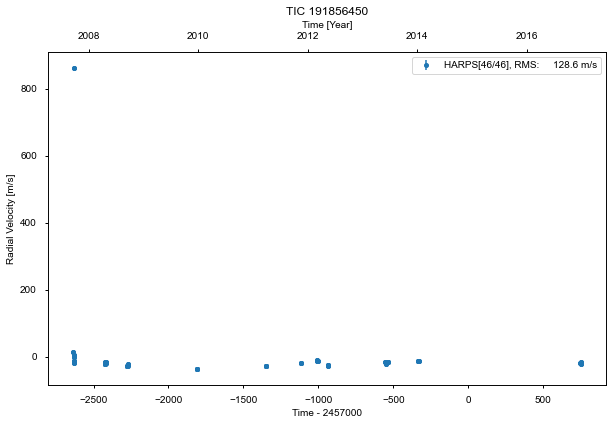 TIC 191856450
Time [Year]
2008 2010 2012 2014 2016
HARPS[46/46], RMS: 128.6 m/s
800
600
400
200
0
Radial Velocity [m/s]
−2500 −2000 −1500 −1000 −500 0 500
Time - 2457000